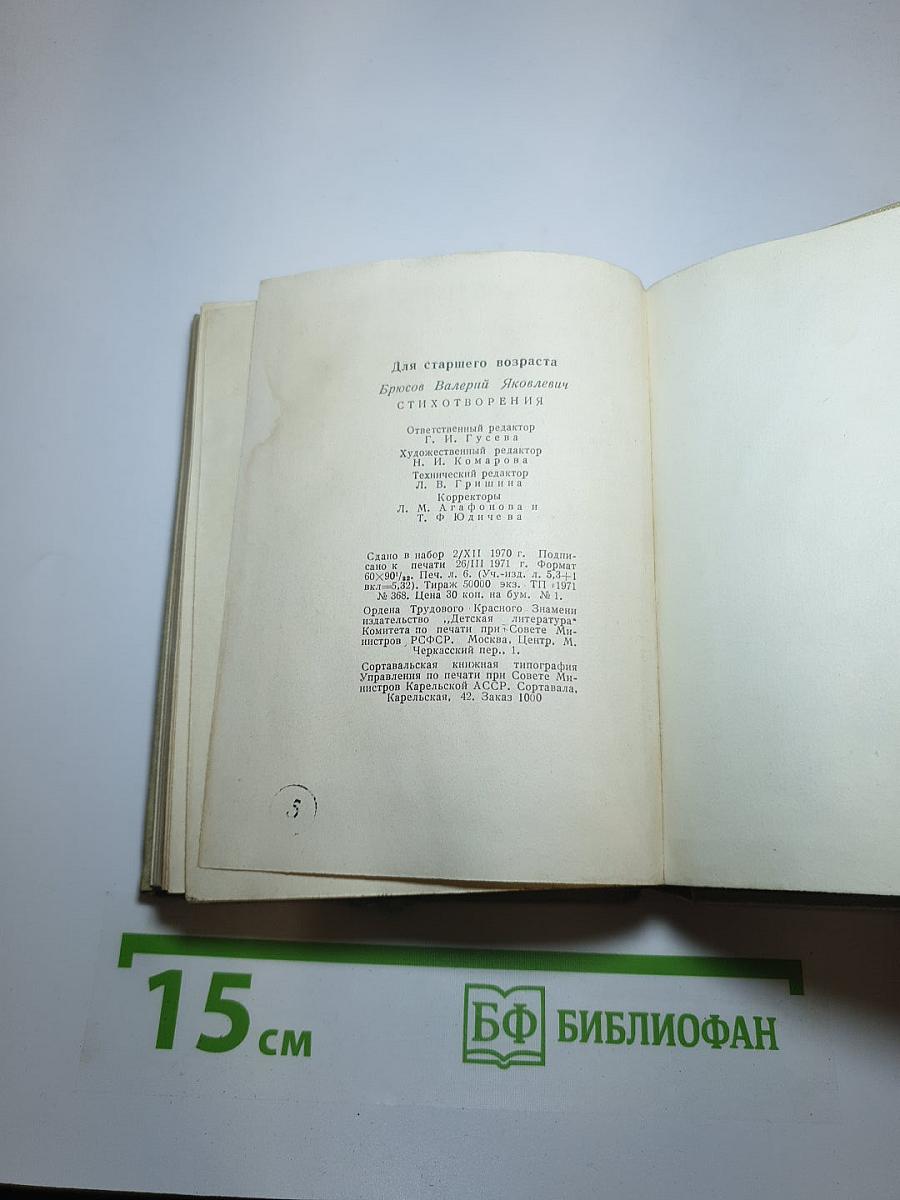 Для старшего возраста
Брюсов Валерий Яковлевич
СТИХОТВОРЕНИЯ
Ответственный редактор
Г. И. Гусева
Художественный редактор
Н. И. Комарова
Технический редактор
Л. В. Гришина
Корректоры
Л. М. Агафонова и
Т. Ф Юдичева
Сдано в набор 2/XII 1970 г. Подпи-
сано к печати 26/III 1971 г. Формат
60×90¹/₃₂. Печ. л. 6. (Уч.-изд. л. 5,3+1
вкл=5,32). Тираж 50000 экз. ТП 1971
№ 368. Цена 30 коп. на бум. № 1.
Ордена Трудового Красного Знамени
издательство „Детская литература"
Комитета по печати при Совете Ми-
нистров РСФСР. Москва, Центр, М.
Черкасский пер., 1.
Сортавальская книжная типография
Управления по печати при Совете Ми-
нистров Карельской АССР. Сортавала,
Карельская, 42. Заказ 1000
5
15 см
БФ БИБЛИОФАН